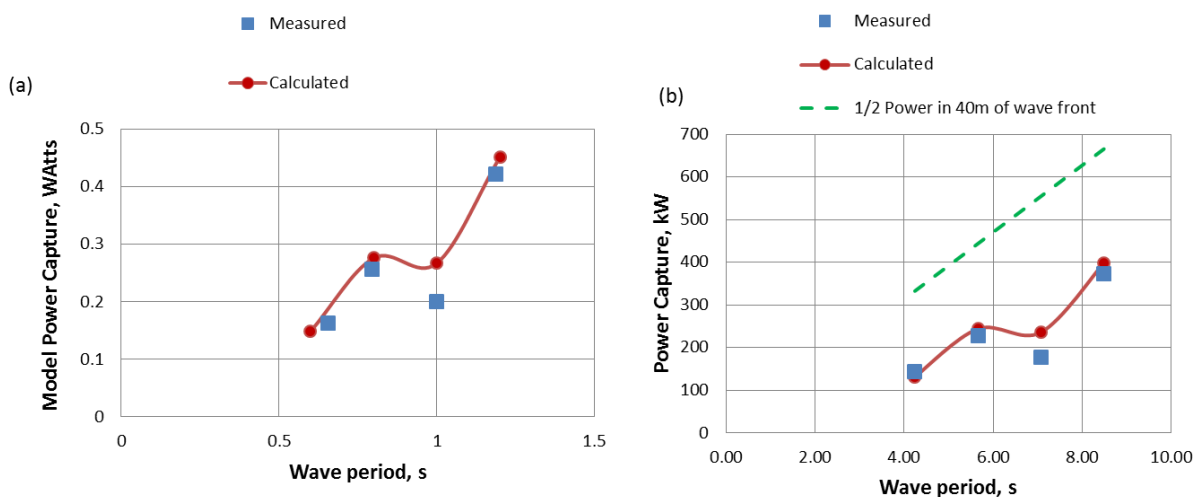 Measured
Calculated
(a)
0.5
0.4
0.3
0.2
0.1
0
0
0.5
1
1.5
Model Power Capture, WAtts
Wave period, s
Measured
Calculated
1/2 Power in 40m of wave front
(b)
700
600
500
400
300
200
100
0
0.00
2.00
4.00
6.00
8.00
10.00
Power Capture, kW
Wave period, s